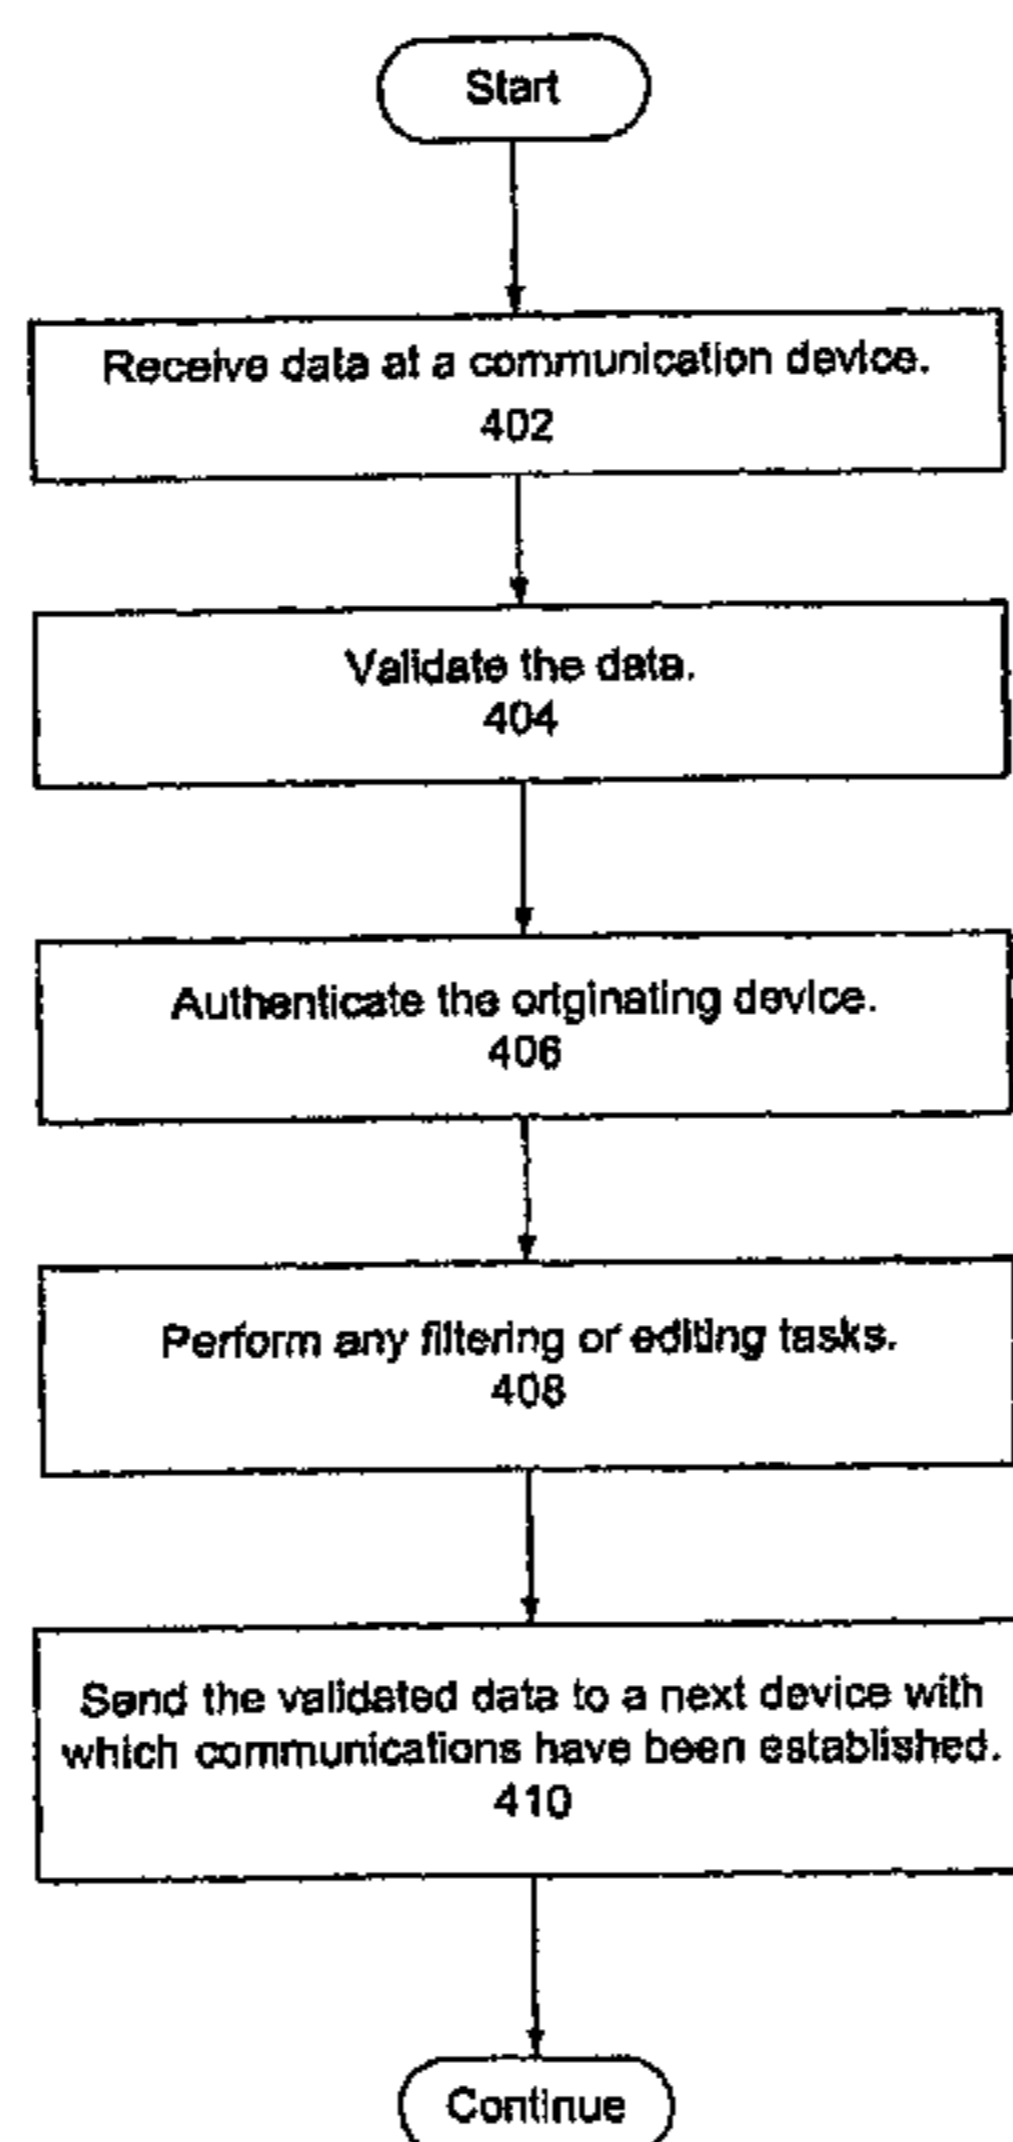 Start
Receive data at a communication device.
402
Validate the data.
404
Authenticate the originating device.
406
Perform any filtering or editing tasks.
408
Send the validated data to a next device with
which communications have been established.
410
Continue